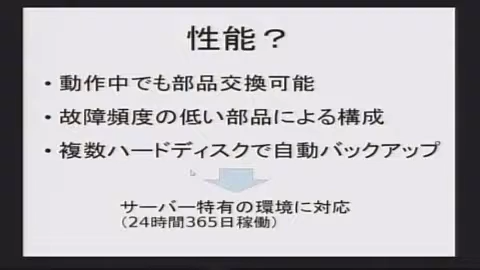 性能？
・動作中でも部品交換可能
・故障頻度の低い部品による構成
・複数ハードディスクで自動バックアップ
サーバー特有の環境に対応
(24時間365日稼働)